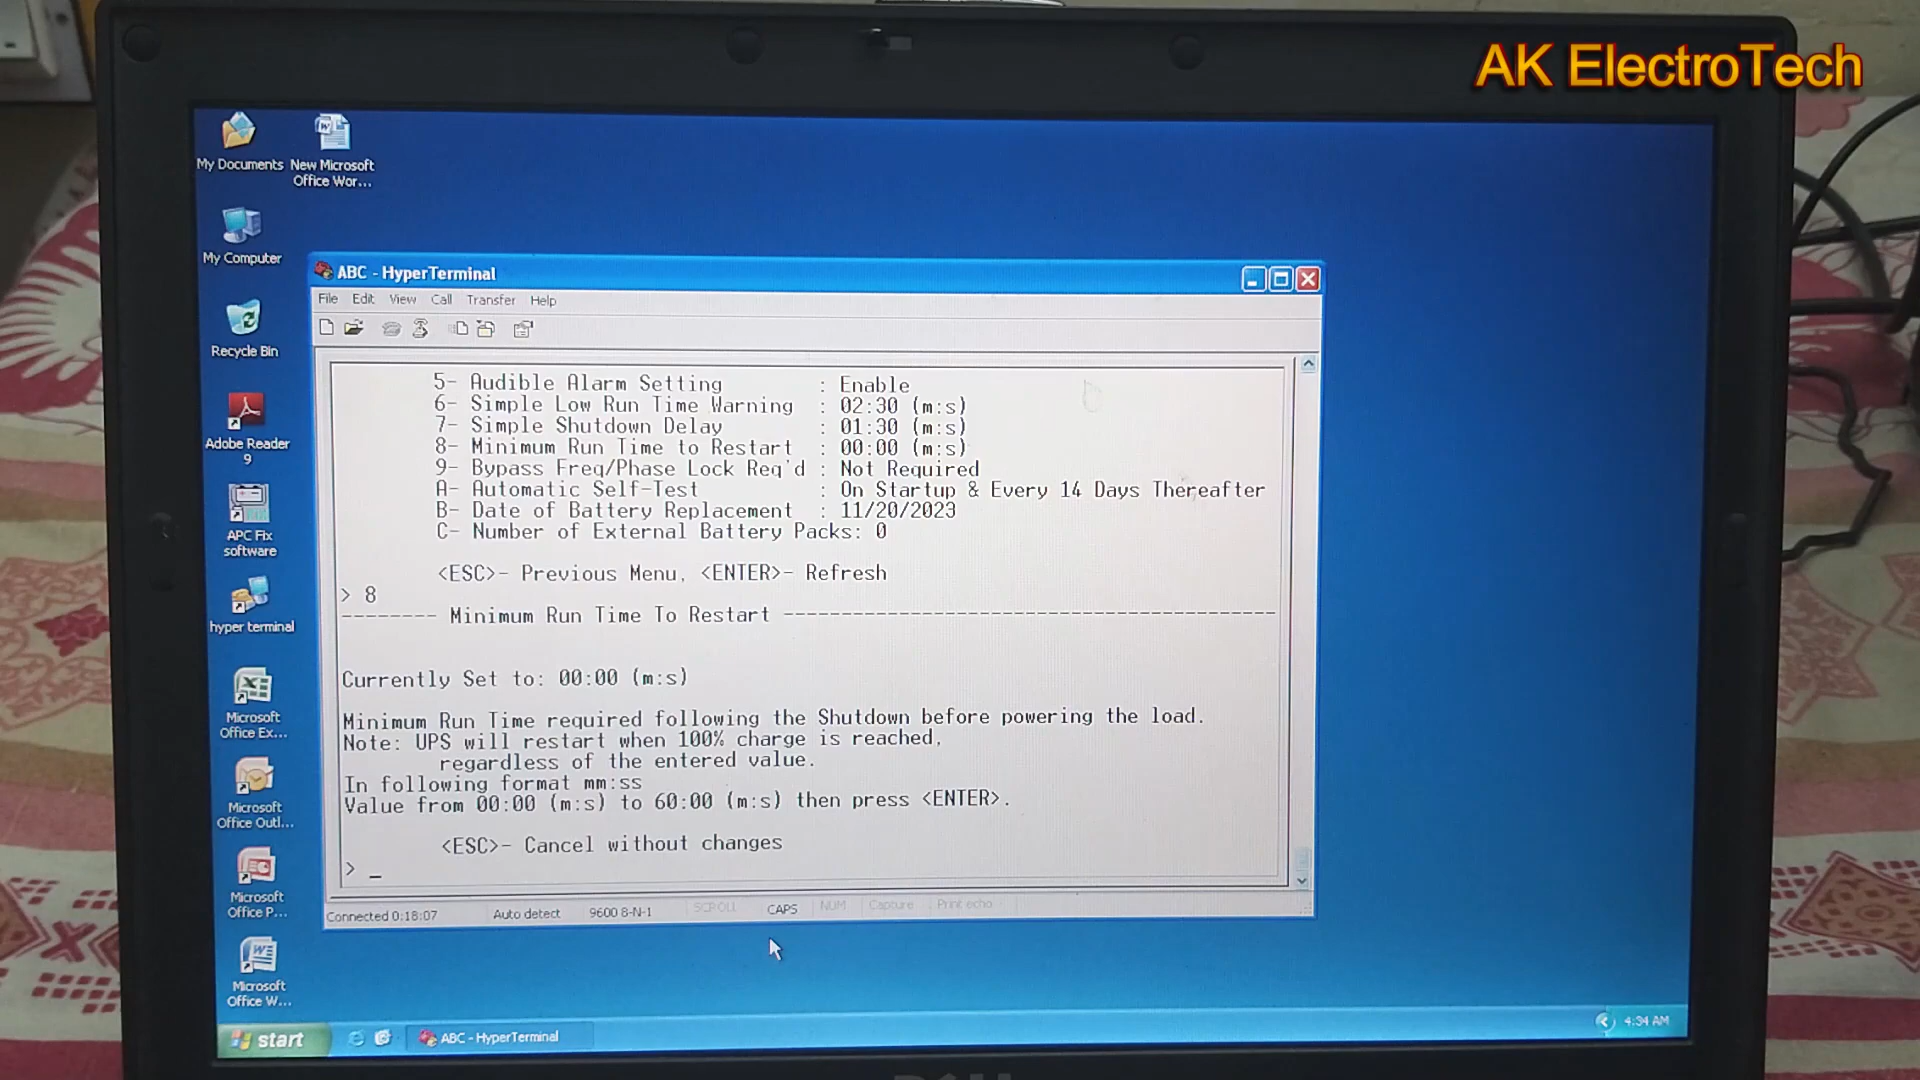 AK ElectroTech
My Documents
New Microsoft
Office Wor...
My Computer
Recycle Bin
Adobe Reader
9
APC Fix
software
hyper terminal
Microsoft
Office Ex...
Microsoft
Office Outl...
Microsoft
Office P...
Microsoft
Office W...
ABC - HyperTerminal
File Edit View Call Transfer Help
5- Audible Alarm Setting : Enable
6- Simple Low Run Time Warning : 02:30 (m:s)
7- Simple Shutdown Delay : 01:30 (m:s)
8- Minimum Run Time to Restart : 00:00 (m:s)
9- Bypass Freq/Phase Lock Req'd : Not Required
A- Automatic Self-Test : On Startup & Every 14 Days Thereafter
B- Date of Battery Replacement : 11/20/2023
C- Number of External Battery Packs: 0
<ESC>- Previous Menu, <ENTER>- Refresh
> 8
-------- Minimum Run Time To Restart -----------------------------------------
Currently Set to: 00:00 (m:s)
Minimum Run Time required following the Shutdown before powering the load.
Note: UPS will restart when 100% charge is reached,
regardless of the entered value.
In following format mm:ss
Value from 00:00 (m:s) to 60:00 (m:s) then press <ENTER>.
<ESC>- Cancel without changes
> _
Connected 0:18:07 Auto detect 9600 8-N-1 SCROLL CAPS NUM Capture Print echo
start ABC - HyperTerminal 4:34 AM